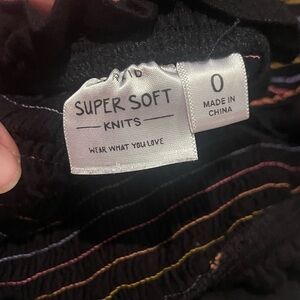 SUPER SOFT
KNITS
WEAR WHAT YOU LOVE
0
MADE IN
CHINA